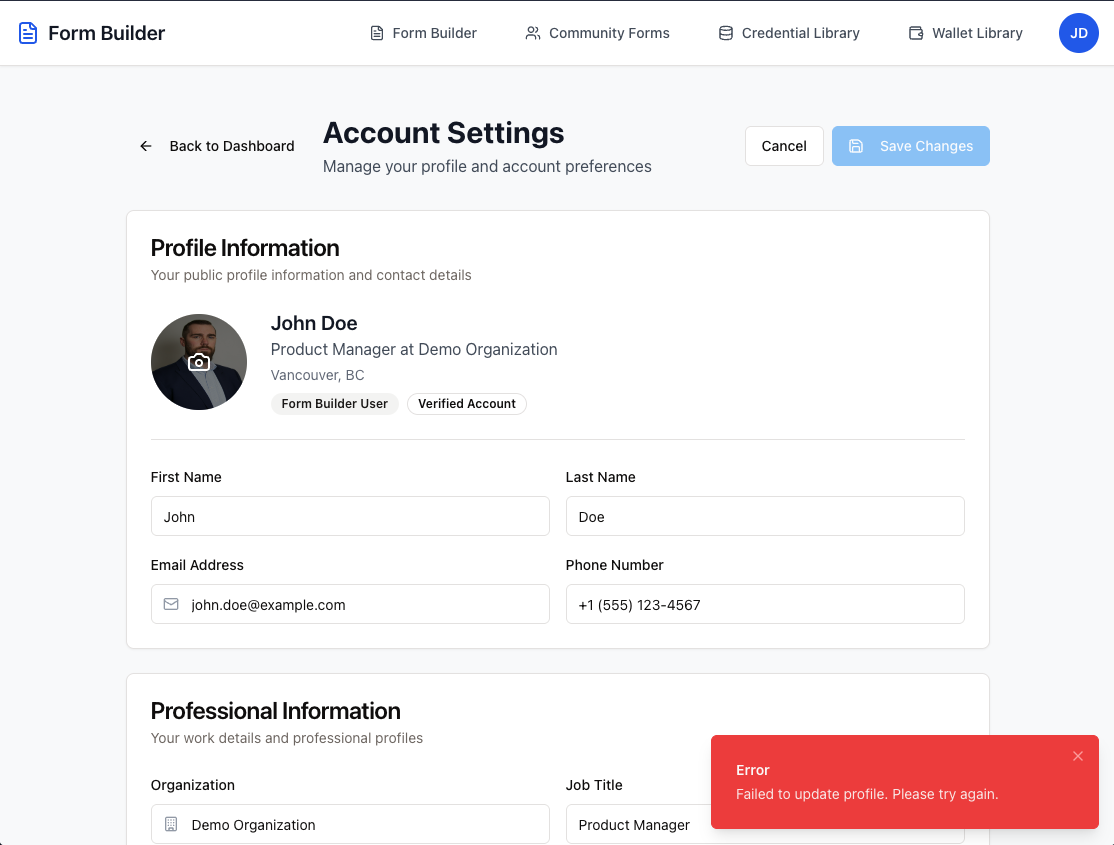 Form Builder
Form Builder
Community Forms
Credential Library
Wallet Library
JD
Back to Dashboard
Account Settings
Manage your profile and account preferences
Cancel
Save Changes
Profile Information
Your public profile information and contact details
John Doe
Product Manager at Demo Organization
Vancouver, BC
Form Builder User
Verified Account
First Name
Last Name
John
Doe
Email Address
Phone Number
john.doe@example.com
+1 (555) 123-4567
Professional Information
Your work details and professional profiles
Organization
Job Title
Demo Organization
Product Manager
Error
Failed to update profile. Please try again.